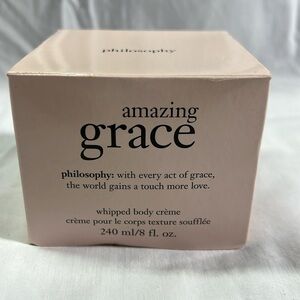 philosophy
amazing
grace
philosophy: with every act of grace,
the world gains a touch more love.
whipped body crème
crème pour le corps texture soufflée
240 ml/8 fl. oz.